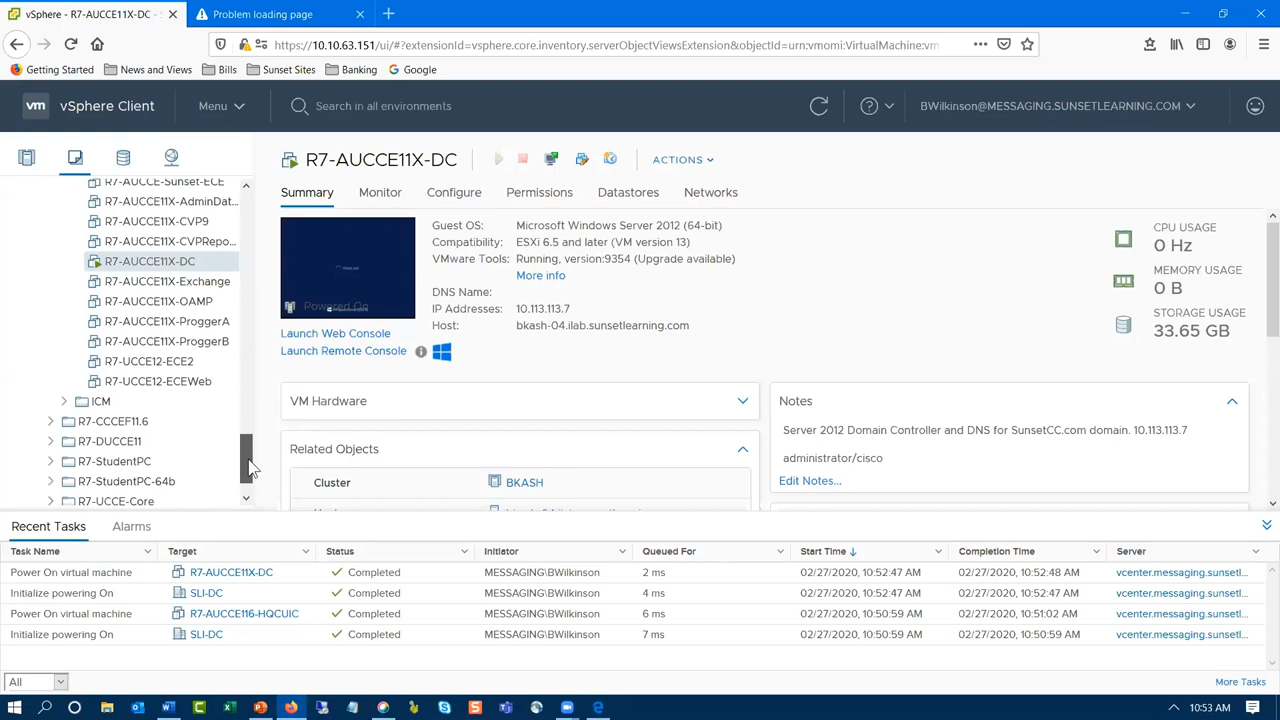 vSphere - R7-AUCCE11X-DC - S
Problem loading page
https://10.10.63.151/ui/#?extensionId=vsphere.core.inventory.serverObjectViewsExtension&objectId=urn:vmomi:VirtualMachine:vm
Getting Started
News and Views
Bills
Sunset Sites
Banking
Google
vm
vSphere Client
Menu
Search in all environments
BWilkinson@MESSAGING.SUNSETLEARNING.COM
R7-AUCCE-Sunset-ECE
R7-AUCCE11X-AdminDat...
R7-AUCCE11X-CVP9
R7-AUCCE11X-CVPRepo...
R7-AUCCE11X-DC
R7-AUCCE11X-Exchange
R7-AUCCE11X-OAMP
R7-AUCCE11X-ProggerA
R7-AUCCE11X-ProggerB
R7-UCCE12-ECE2
R7-UCCE12-ECEWeb
ICM
R7-CCCEF11.6
R7-DUCCE11
R7-StudentPC
R7-StudentPC-64b
R7-UCCE-Core
R7-AUCCE11X-DC
ACTIONS
Summary
Monitor
Configure
Permissions
Datastores
Networks
Powered On
Launch Web Console
Launch Remote Console
Guest OS: Microsoft Windows Server 2012 (64-bit)
Compatibility: ESXi 6.5 and later (VM version 13)
VMware Tools: Running, version:9354 (Upgrade available)
More info
DNS Name:
IP Addresses: 10.113.113.7
Host: bkash-04.ilab.sunsetlearning.com
CPU USAGE
0 Hz
MEMORY USAGE
0 B
STORAGE USAGE
33.65 GB
VM Hardware
Related Objects
Cluster BKASH
Notes
Server 2012 Domain Controller and DNS for SunsetCC.com domain. 10.113.113.7
administrator/cisco
Edit Notes...
Recent Tasks
Alarms
Task Name Target Status Initiator Queued For Start Time Completion Time Server
Power On virtual machine R7-AUCCE11X-DC Completed MESSAGING\BWilkinson 2 ms 02/27/2020, 10:52:47 AM 02/27/2020, 10:52:48 AM vcenter.messaging.sunsetl...
Initialize powering On SLI-DC Completed MESSAGING\BWilkinson 4 ms 02/27/2020, 10:52:47 AM 02/27/2020, 10:52:47 AM vcenter.messaging.sunsetl...
Power On virtual machine R7-AUCCE116-HQCUIC Completed MESSAGING\BWilkinson 6 ms 02/27/2020, 10:50:59 AM 02/27/2020, 10:51:02 AM vcenter.messaging.sunsetl...
Initialize powering On SLI-DC Completed MESSAGING\BWilkinson 7 ms 02/27/2020, 10:50:59 AM 02/27/2020, 10:50:59 AM vcenter.messaging.sunsetl...
All
More Tasks
10:53 AM